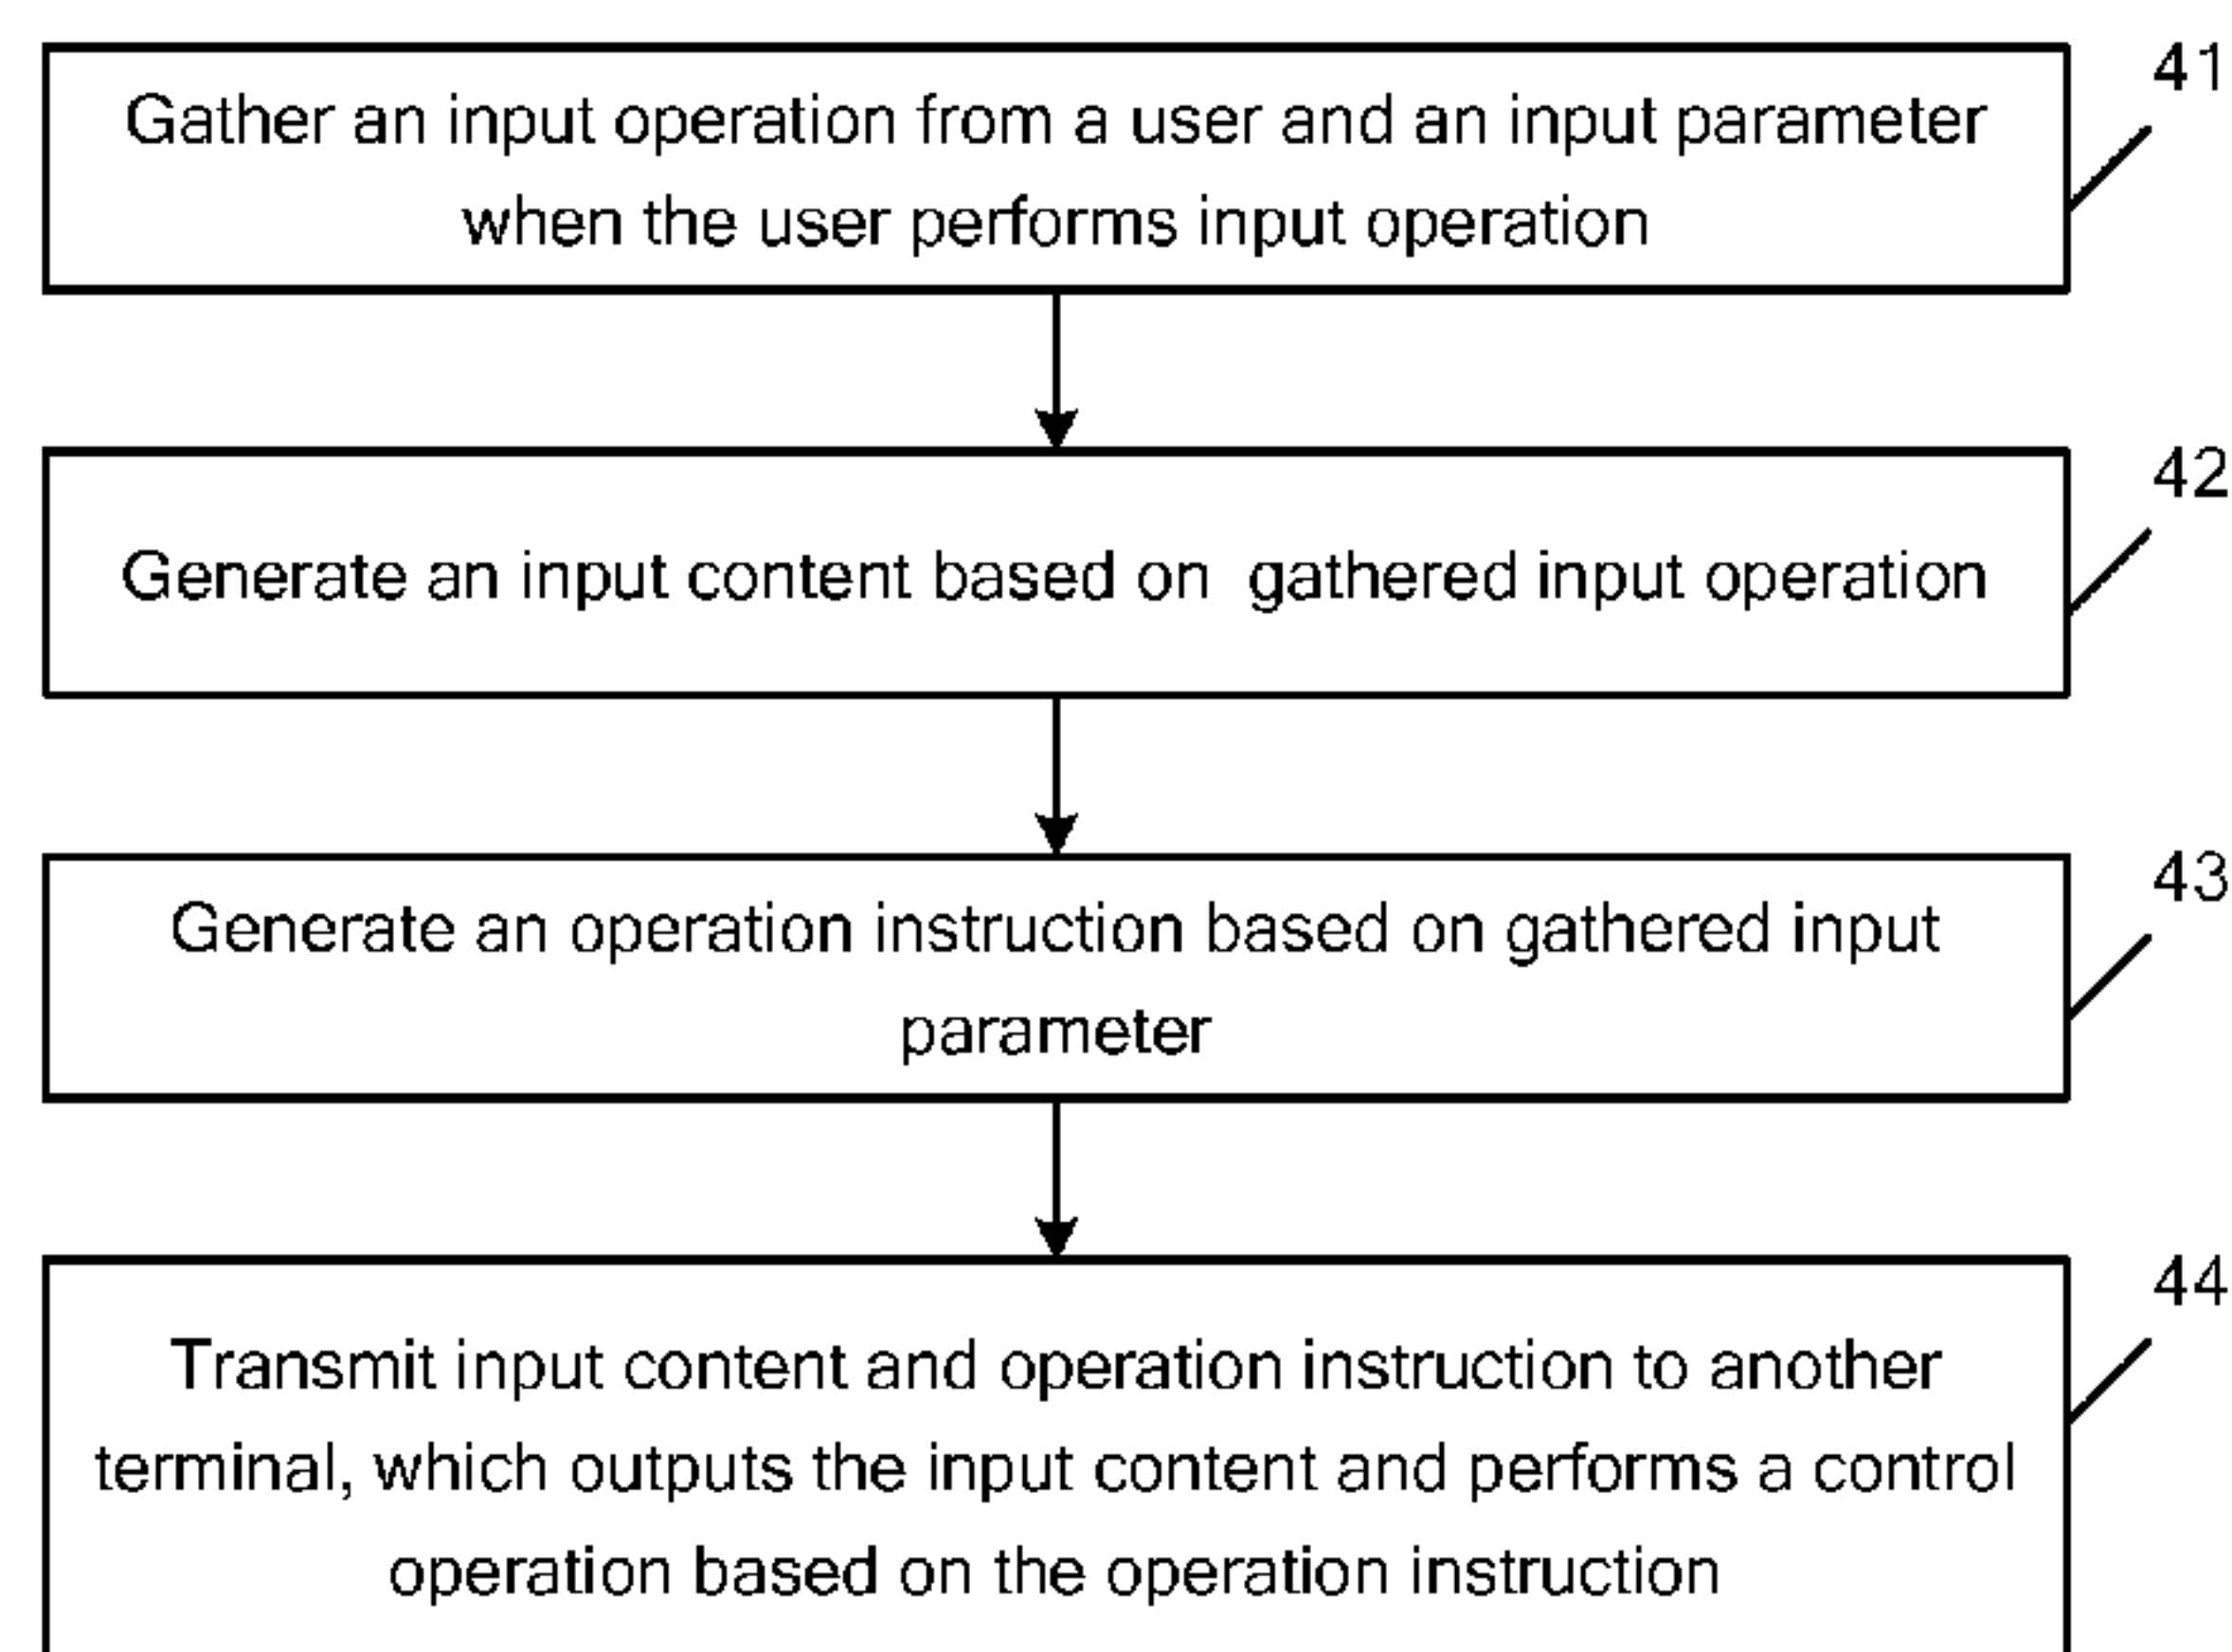 41
Gather an input operation from a user and an input parameter
when the user performs input operation
42
Generate an input content based on gathered input operation
43
Generate an operation instruction based on gathered input
parameter
44
Transmit input content and operation instruction to another
terminal, which outputs the input content and performs a control
operation based on the operation instruction